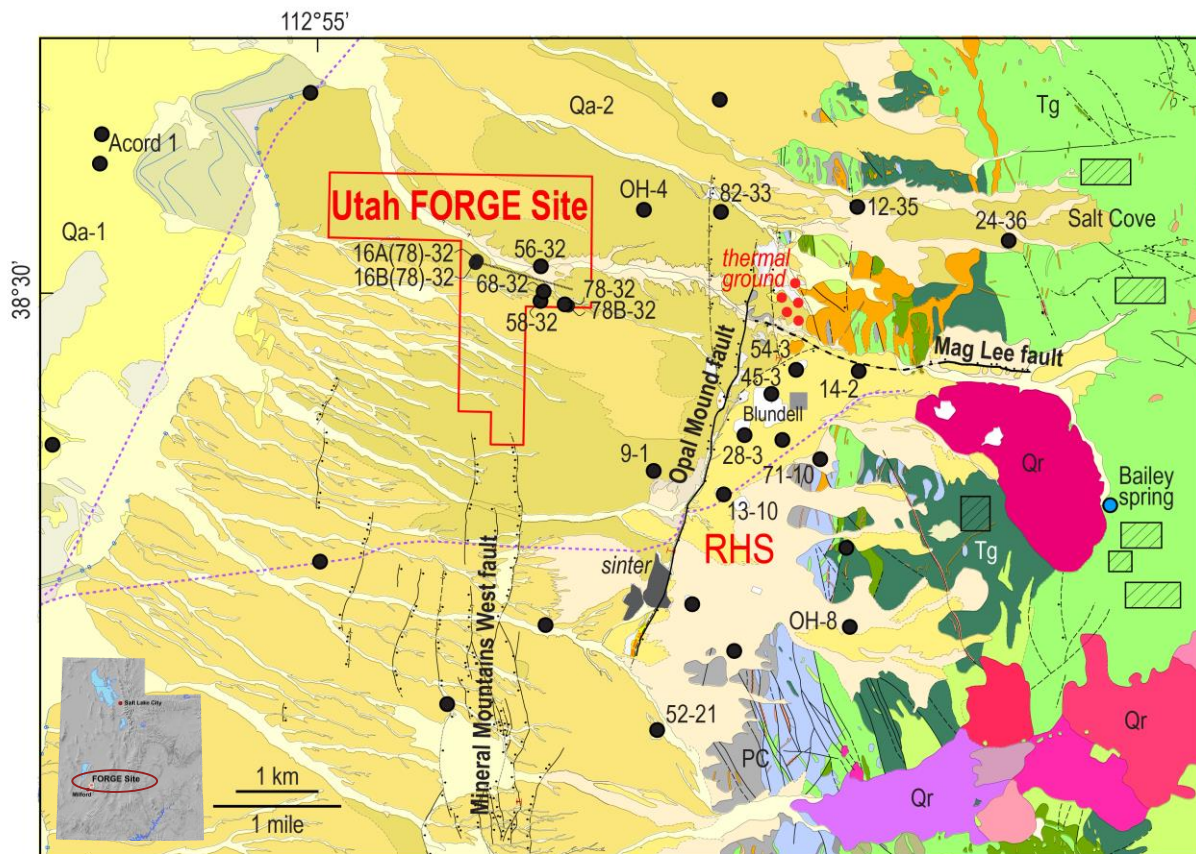 112°55'
38°30'
Acord 1
Qa-1
Qa-2
Tg
Utah FORGE Site
OH-4
82-33
12-35
24-36
Salt Cove
16A(78)-32
16B(78)-32
56-32
68-32
78-32
58-32
78B-32
thermal
ground
Mag Lee fault
54-3
45-3
14-2
Blundell
Opal Mound fault
9-1
28-3
71-10
13-10
Qr
Bailey
spring
RHS
Tg
sinter
Mineral Mountains West fault
OH-8
52-21
PC
Qr
Qr
Salt Lake City
FORGE Site
Milford
1 km
1 mile